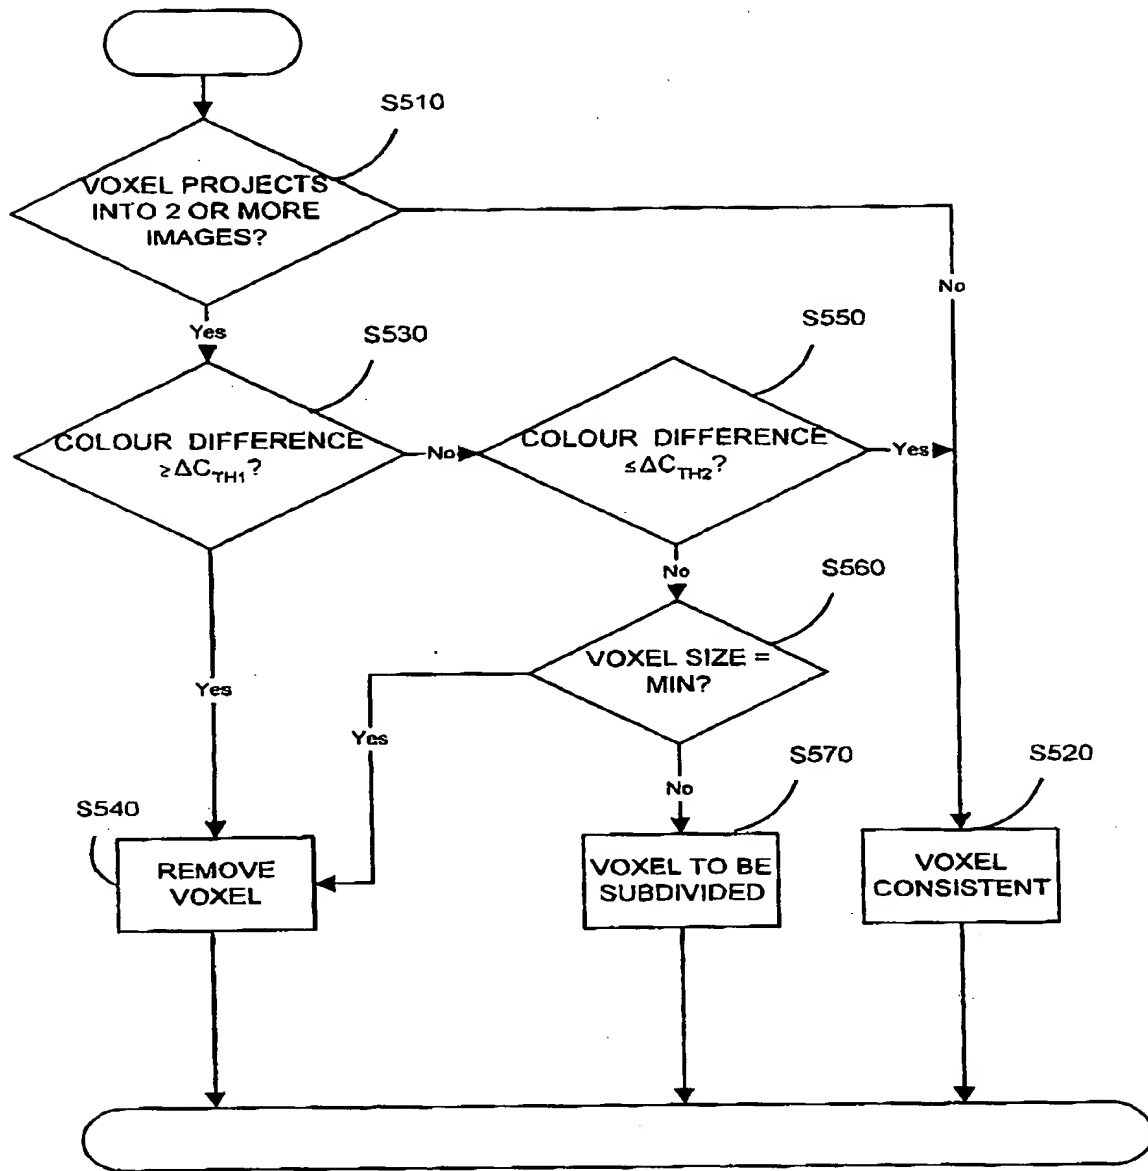 S510
VOXEL PROJECTS
INTO 2 OR MORE
IMAGES?
No
Yes
S530
S550
COLOUR DIFFERENCE
≥ΔC_TH1?
No
COLOUR DIFFERENCE
≤ΔC_TH2?
Yes
No
S560
VOXEL SIZE =
MIN?
Yes
Yes
No
S570
S520
S540
REMOVE
VOXEL
VOXEL TO BE
SUBDIVIDED
VOXEL
CONSISTENT